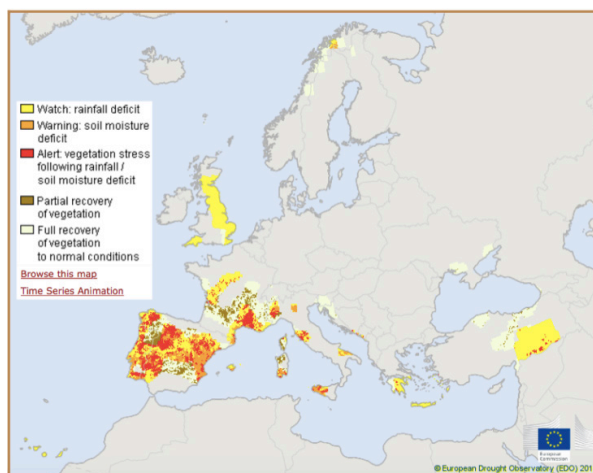 Watch: rainfall deficit
Warning: soil moisture
deficit
Alert: vegetation stress
following rainfall /
soil moisture deficit
Partial recovery
of vegetation
Full recovery
of vegetation
to normal conditions
Browse this map
Time Series Animation
European
Commission
© European Drought Observatory (EDO) 201